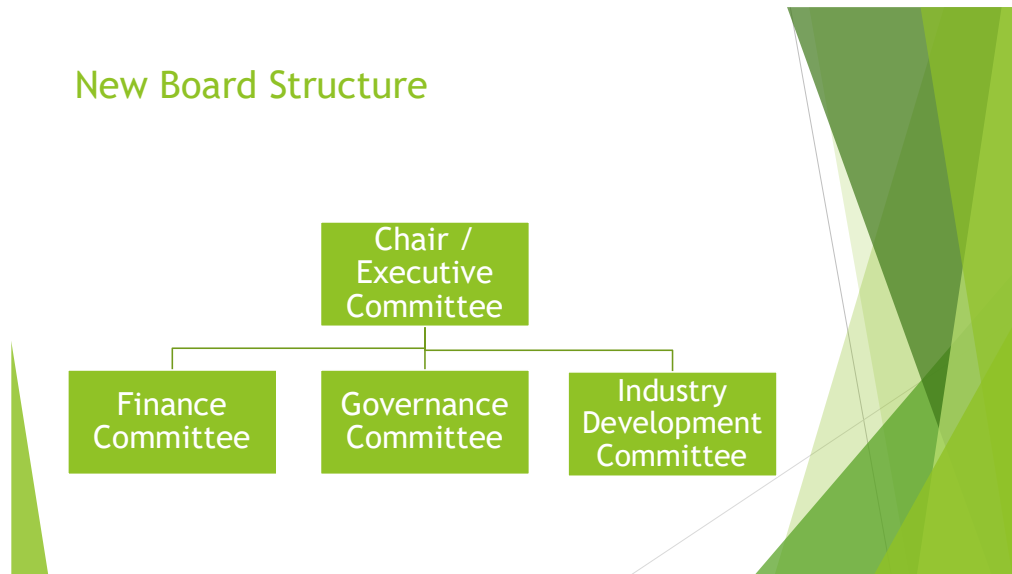 New Board Structure
Chair /
Executive
Committee
Finance
Committee
Governance
Committee
Industry
Development
Committee